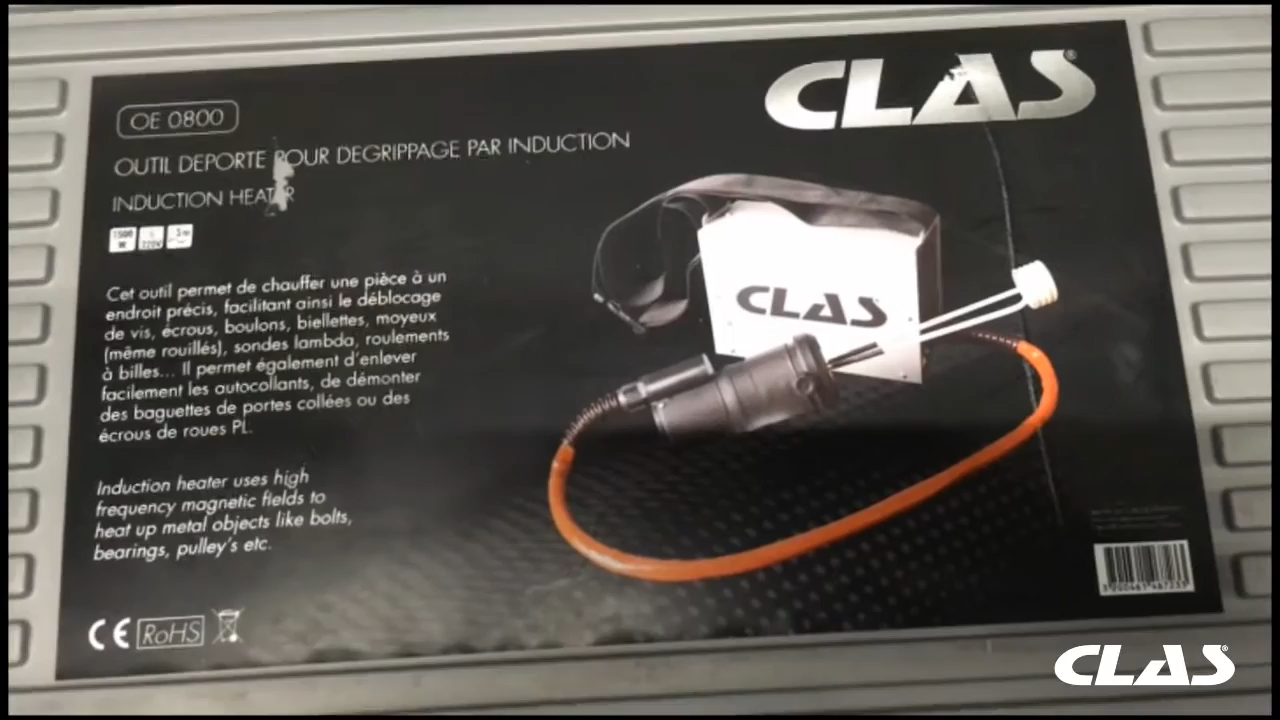 CLAS®
OE 0800
OUTIL DEPORTE POUR DEGRIPPAGE PAR INDUCTION
INDUCTION HEATER
1500
W
220V
3m
CLAS
Cet outil permet de chauffer une pièce à un
endroit précis, facilitant ainsi le déblocage
de vis, écrous, boulons, biellettes, moyeux
(même rouillés), sondes lambda, roulements
à billes... Il permet également d'enlever
facilement les autocollants, de démonter
des baguettes de portes collées ou des
écrous de roues PL.
Induction heater uses high
frequency magnetic fields to
heat up metal objects like bolts,
bearings, pulley's etc.
CE RoHS
CLAS®